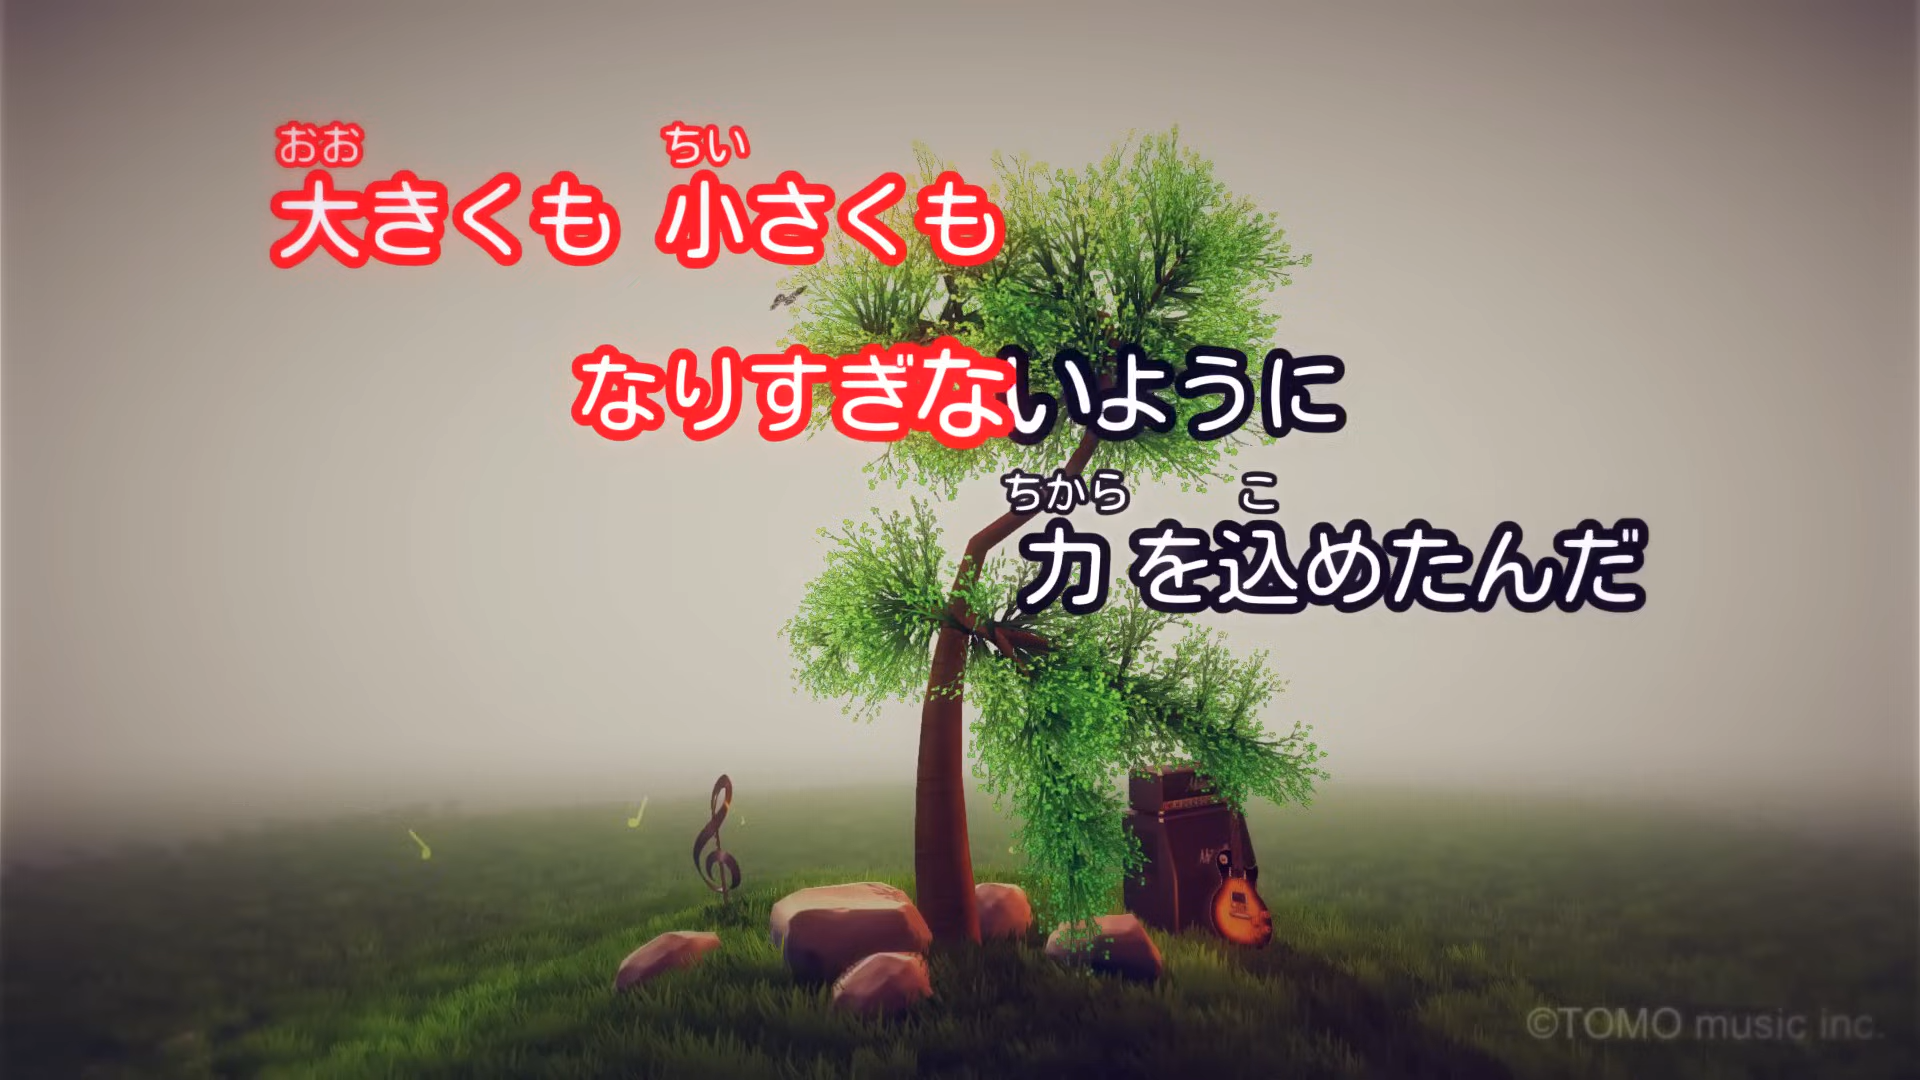 おお ちい
大きくも 小さくも
なりすぎないように
ちから こ
力を込めたんだ
©TOMO music inc.